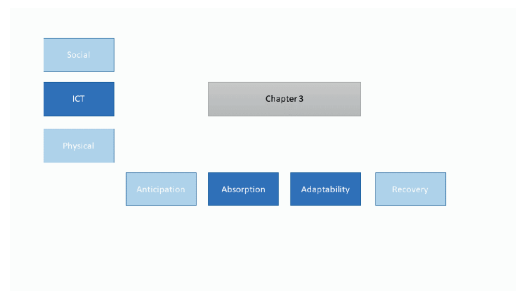 Social
ICT
Chapter 3
Physical
Anticipation
Absorption
Adaptability
Recovery